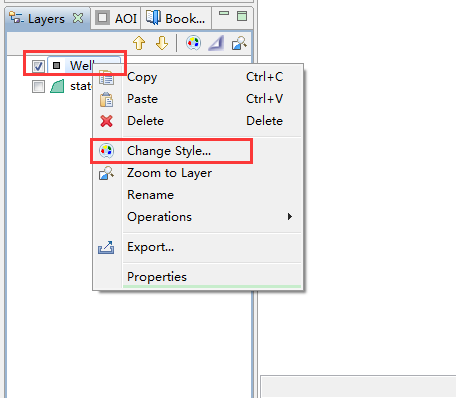 Layers AOI Book...
Well
stat
Copy Ctrl+C
Paste Ctrl+V
Delete Delete
Change Style...
Zoom to Layer
Rename
Operations
Export...
Properties